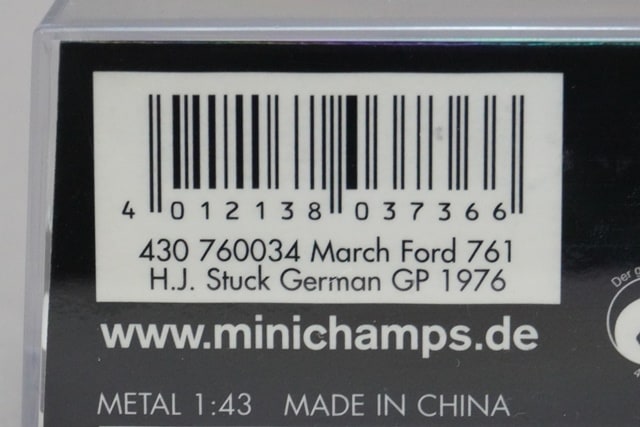 4 012138 037366
430 760034 March Ford 761
H.J. Stuck German GP 1976
www.minichamps.de
METAL 1:43 MADE IN CHINA
Der g